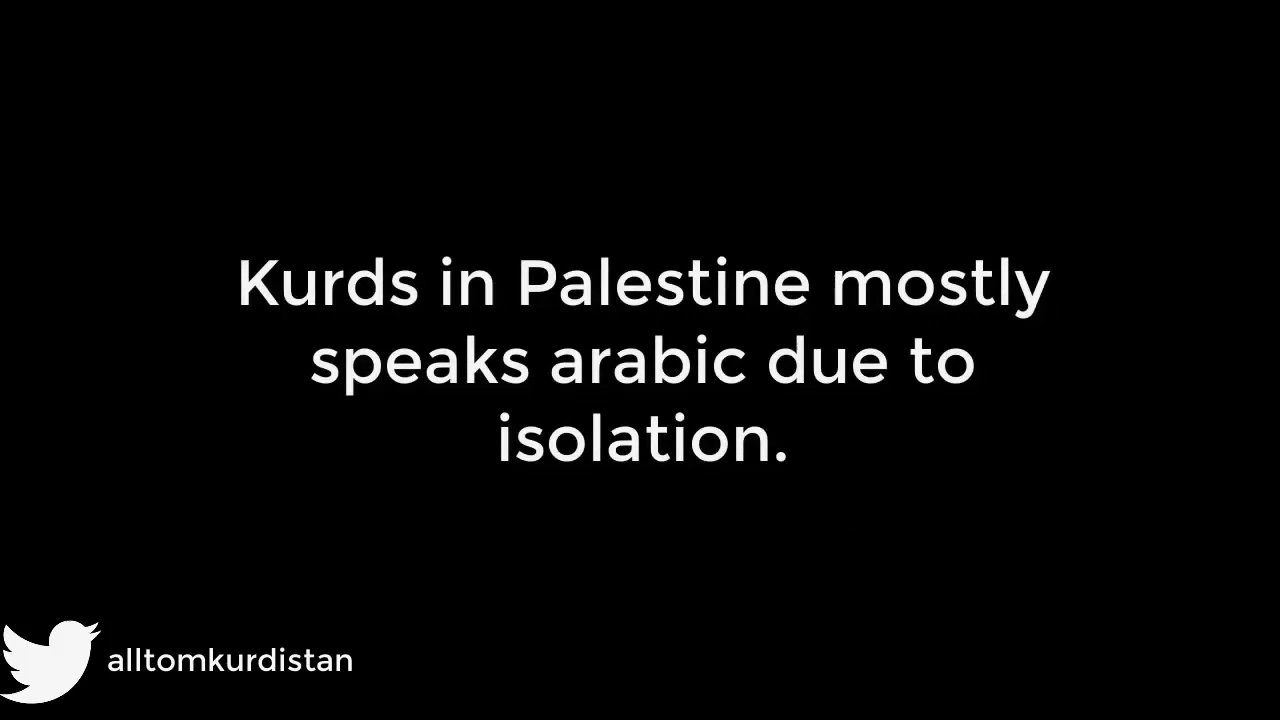 Kurds in Palestine mostly
speaks arabic due to
isolation.
alltomkurdistan